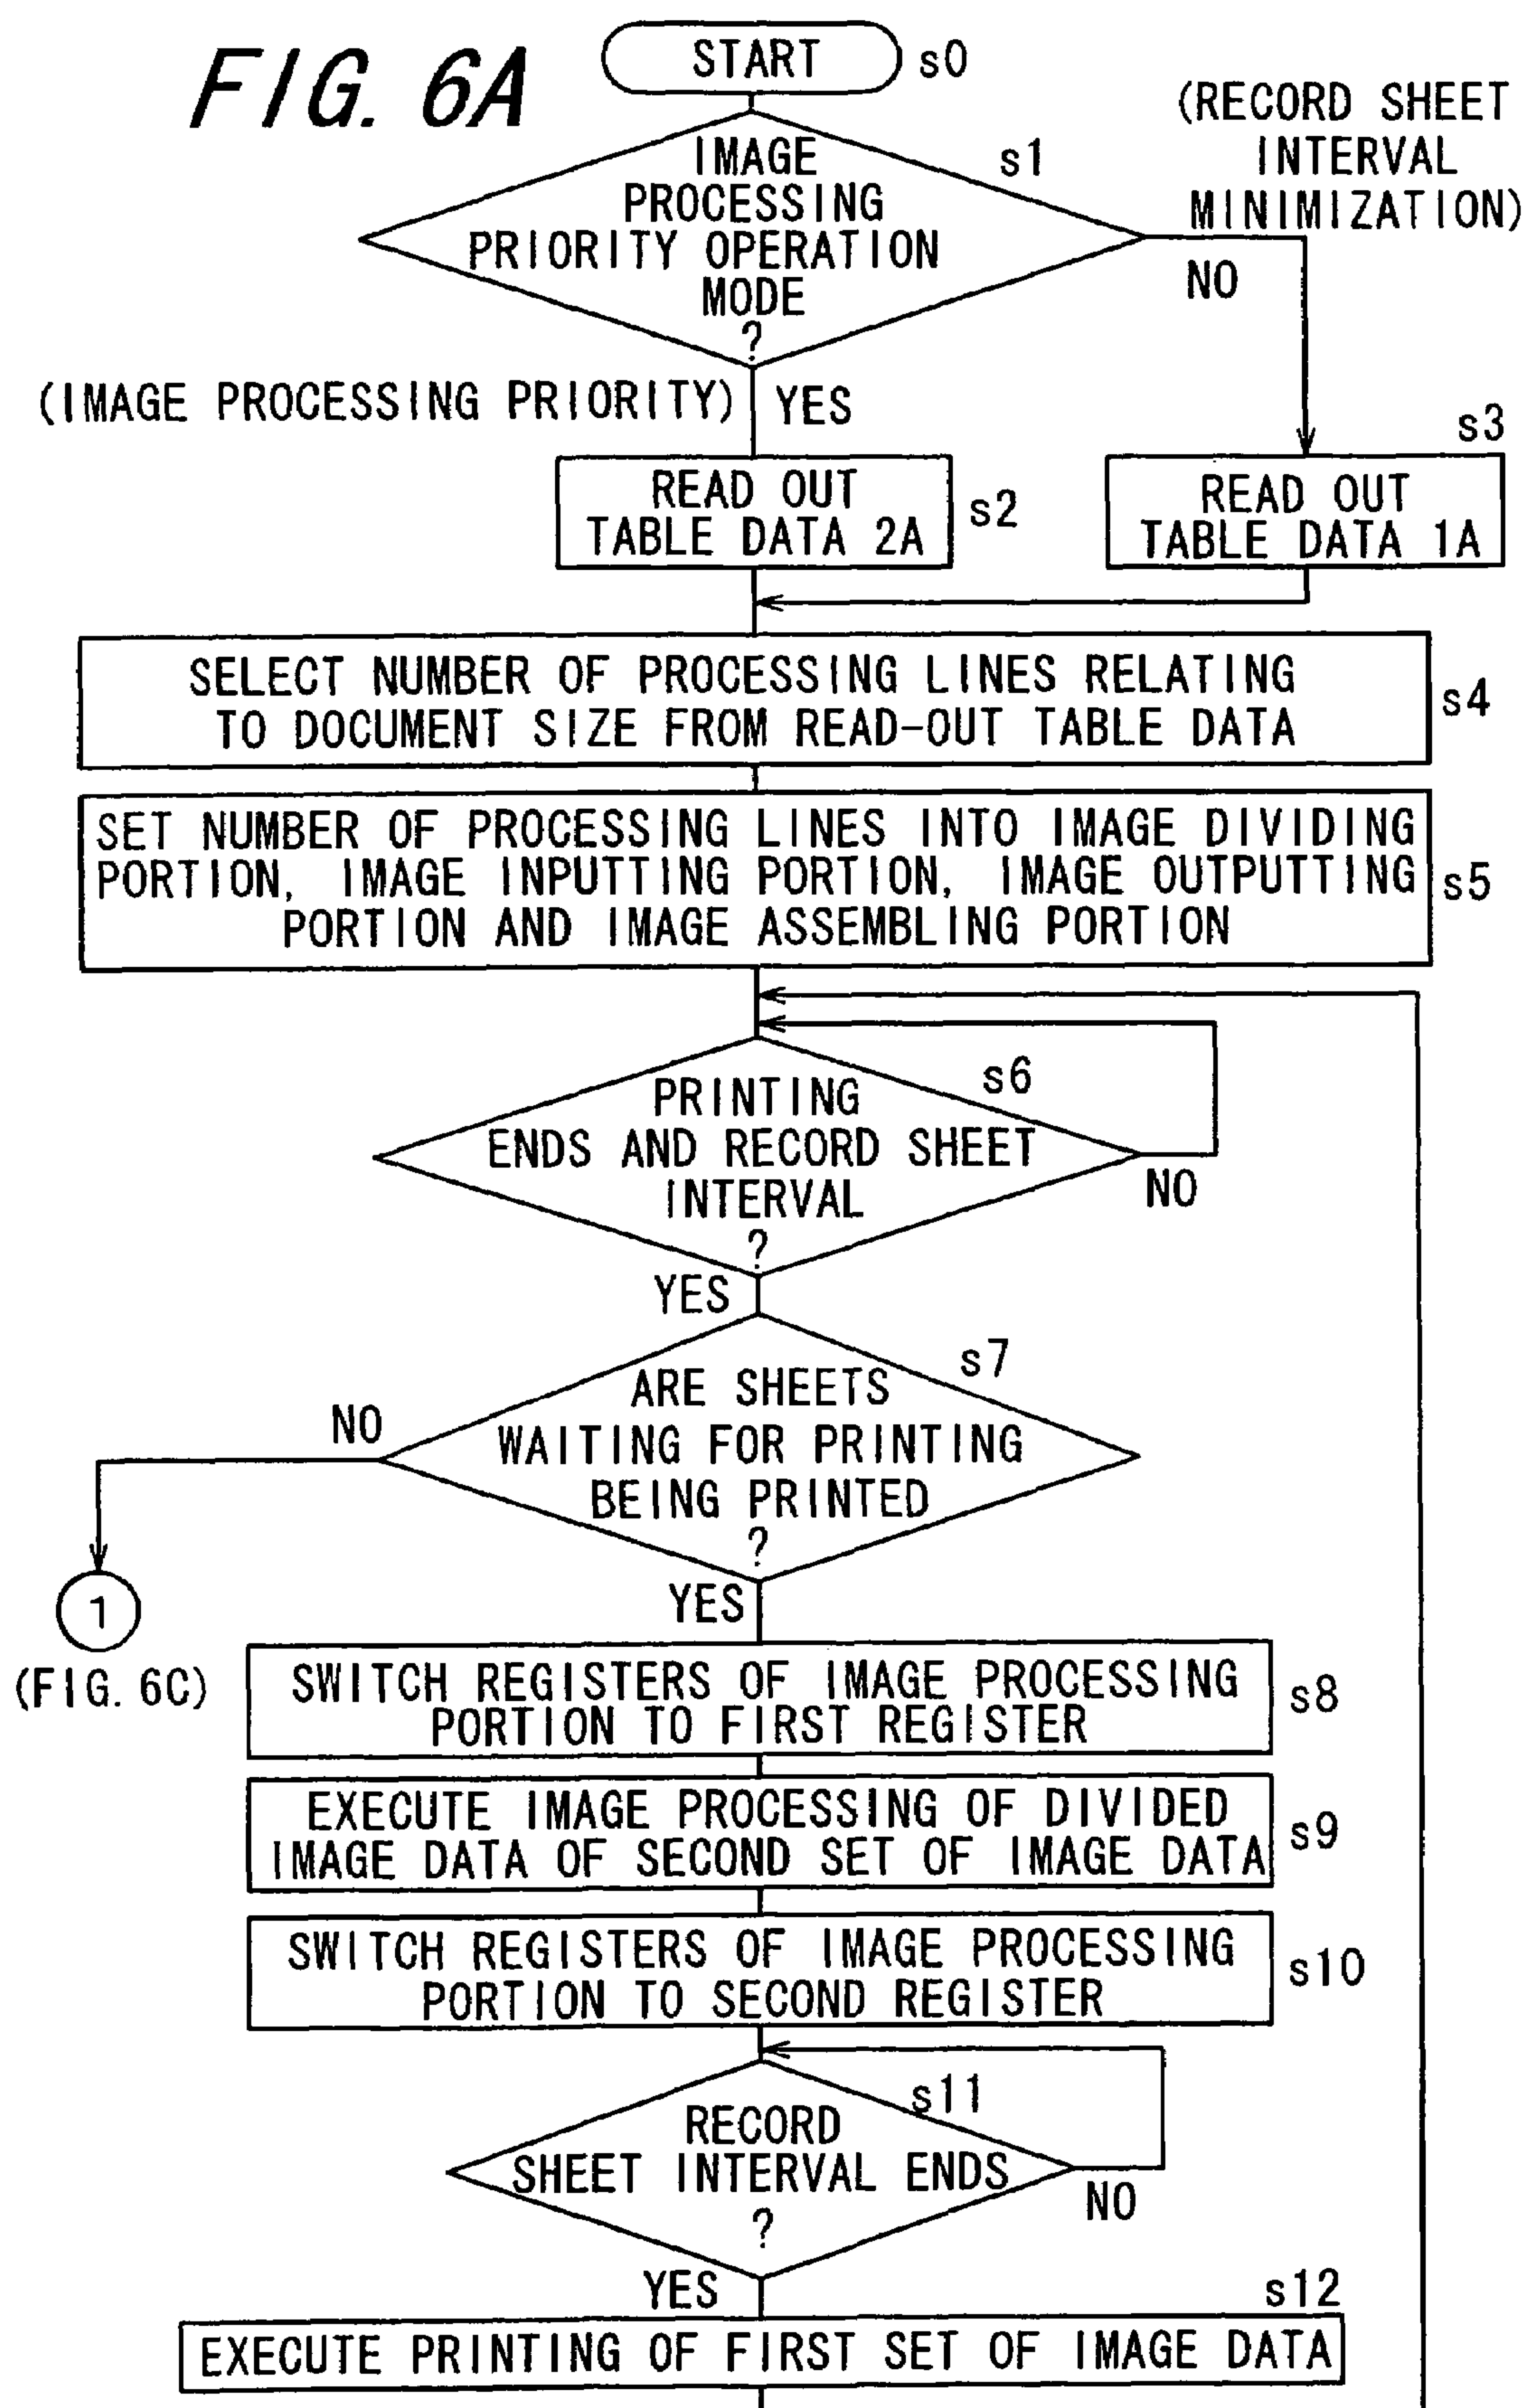 FIG. 6A
START
s0
(RECORD SHEET
INTERVAL
MINIMIZATION)
s1
IMAGE
PROCESSING
PRIORITY OPERATION
MODE
?
NO
(IMAGE PROCESSING PRIORITY)
YES
s3
READ OUT
TABLE DATA 2A
s2
READ OUT
TABLE DATA 1A
SELECT NUMBER OF PROCESSING LINES RELATING
TO DOCUMENT SIZE FROM READ-OUT TABLE DATA
s4
SET NUMBER OF PROCESSING LINES INTO IMAGE DIVIDING
PORTION, IMAGE INPUTTING PORTION, IMAGE OUTPUTTING
PORTION AND IMAGE ASSEMBLING PORTION
s5
s6
PRINTING
ENDS AND RECORD SHEET
INTERVAL
?
NO
YES
s7
ARE SHEETS
WAITING FOR PRINTING
BEING PRINTED
?
NO
1
(FIG. 6C)
YES
SWITCH REGISTERS OF IMAGE PROCESSING
PORTION TO FIRST REGISTER
s8
EXECUTE IMAGE PROCESSING OF DIVIDED
IMAGE DATA OF SECOND SET OF IMAGE DATA
s9
SWITCH REGISTERS OF IMAGE PROCESSING
PORTION TO SECOND REGISTER
s10
s11
RECORD
SHEET INTERVAL ENDS
?
NO
YES
s12
EXECUTE PRINTING OF FIRST SET OF IMAGE DATA